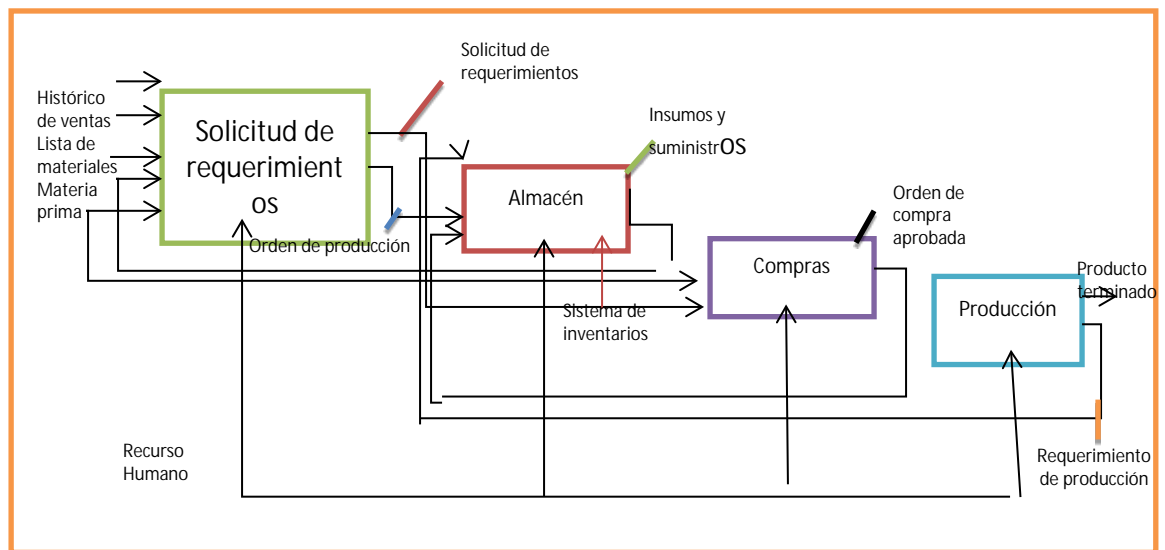 Solicitud de
requerimientos
Histórico
de ventas
Lista de
materiales
Materia
prima
Solicitud de
requerimient
os
Insumos y
suministrOS
Almacén
Orden de
compra
aprobada
Orden de producción
Compras
Producto
terminado
Producción
Sistema de
inventarios
Recurso
Humano
Requerimiento
de producción